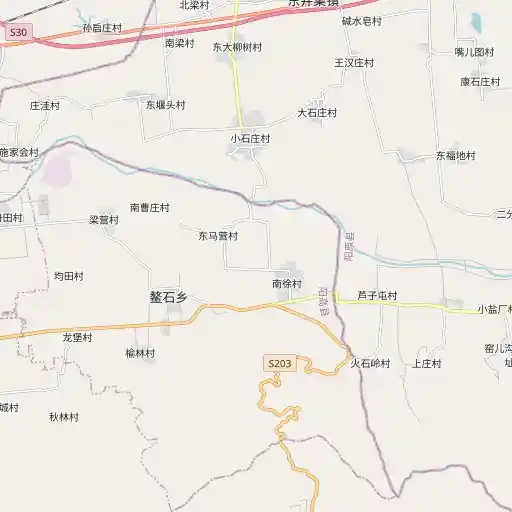 北梁村
东井集镇
碱水皂村
孙启庄村
S30
南梁村
东大柳树村
嘴儿图村
王汉庄村
康石庄村
庄洼村
东堰头村
大石庄村
小石庄村
施家会村
东福地村
南曹庄村
梁营村
东马营村
阳原县
均田村
南徐村
鳌石乡
芦子屯村
小盐厂村
龙堡村
榆林村
S203
火石岭村
上庄村
秋林村